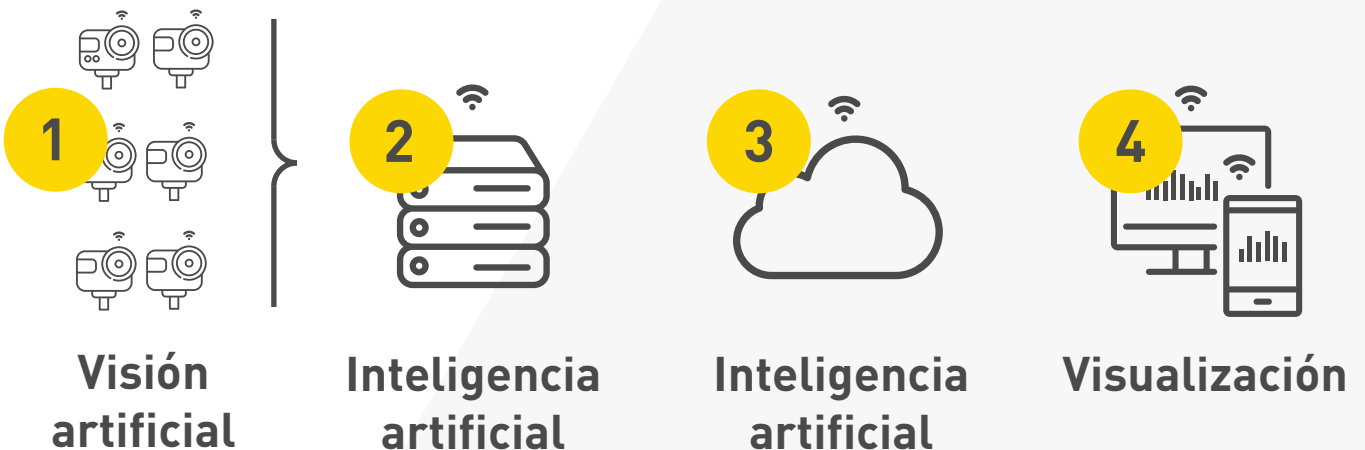 1
2
3
4
Visión
artificial
Inteligencia
artificial
Inteligencia
artificial
Visualización